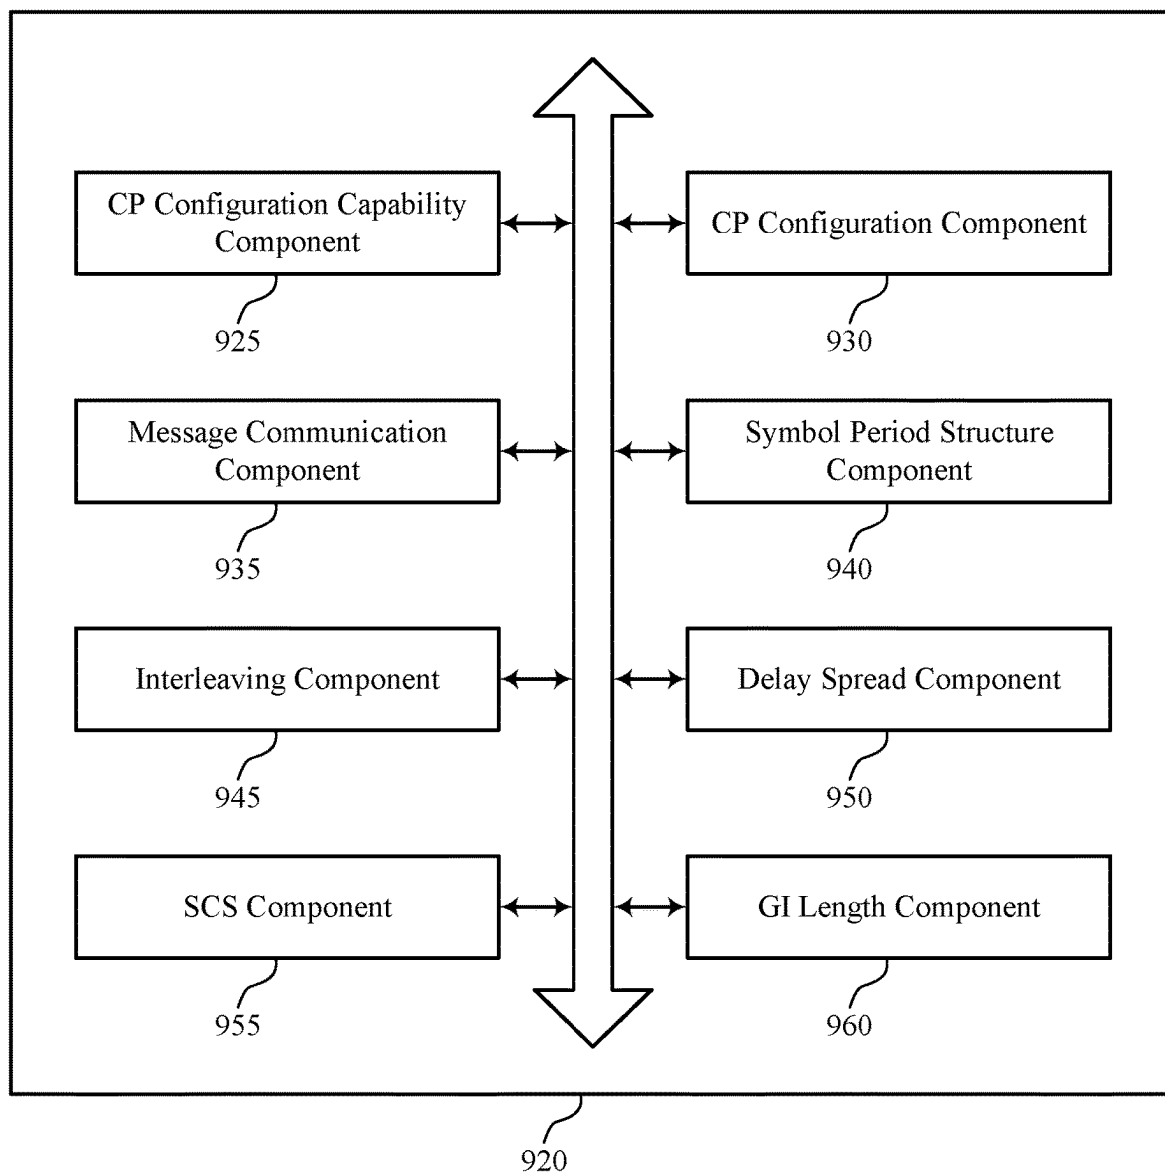 CP Configuration Capability
Component
925
CP Configuration Component
930
Message Communication
Component
935
Symbol Period Structure
Component
940
Interleaving Component
945
Delay Spread Component
950
SCS Component
955
GI Length Component
960
920